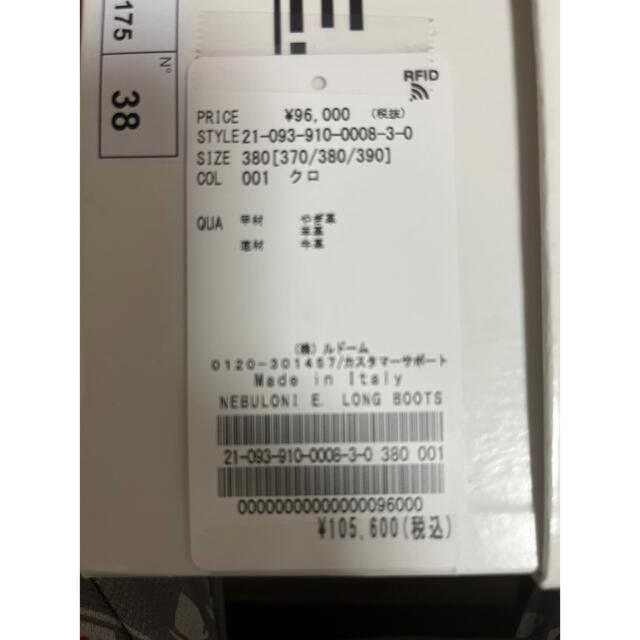 175
N°
38
RFID
PRICE ¥96,000 (税抜)
STYLE 21-093-910-0008-3-0
SIZE 380[370/380/390]
COL 001 クロ
QUA 甲材 やぎ革
羊革
底材 牛革
(株)ルドーム
0120-301457/カスタマーサポート
Made in Italy
NEBULONI E. LONG BOOTS
21-093-910-0008-3-0 380 001
00000000000000096000
¥105,600(税込)